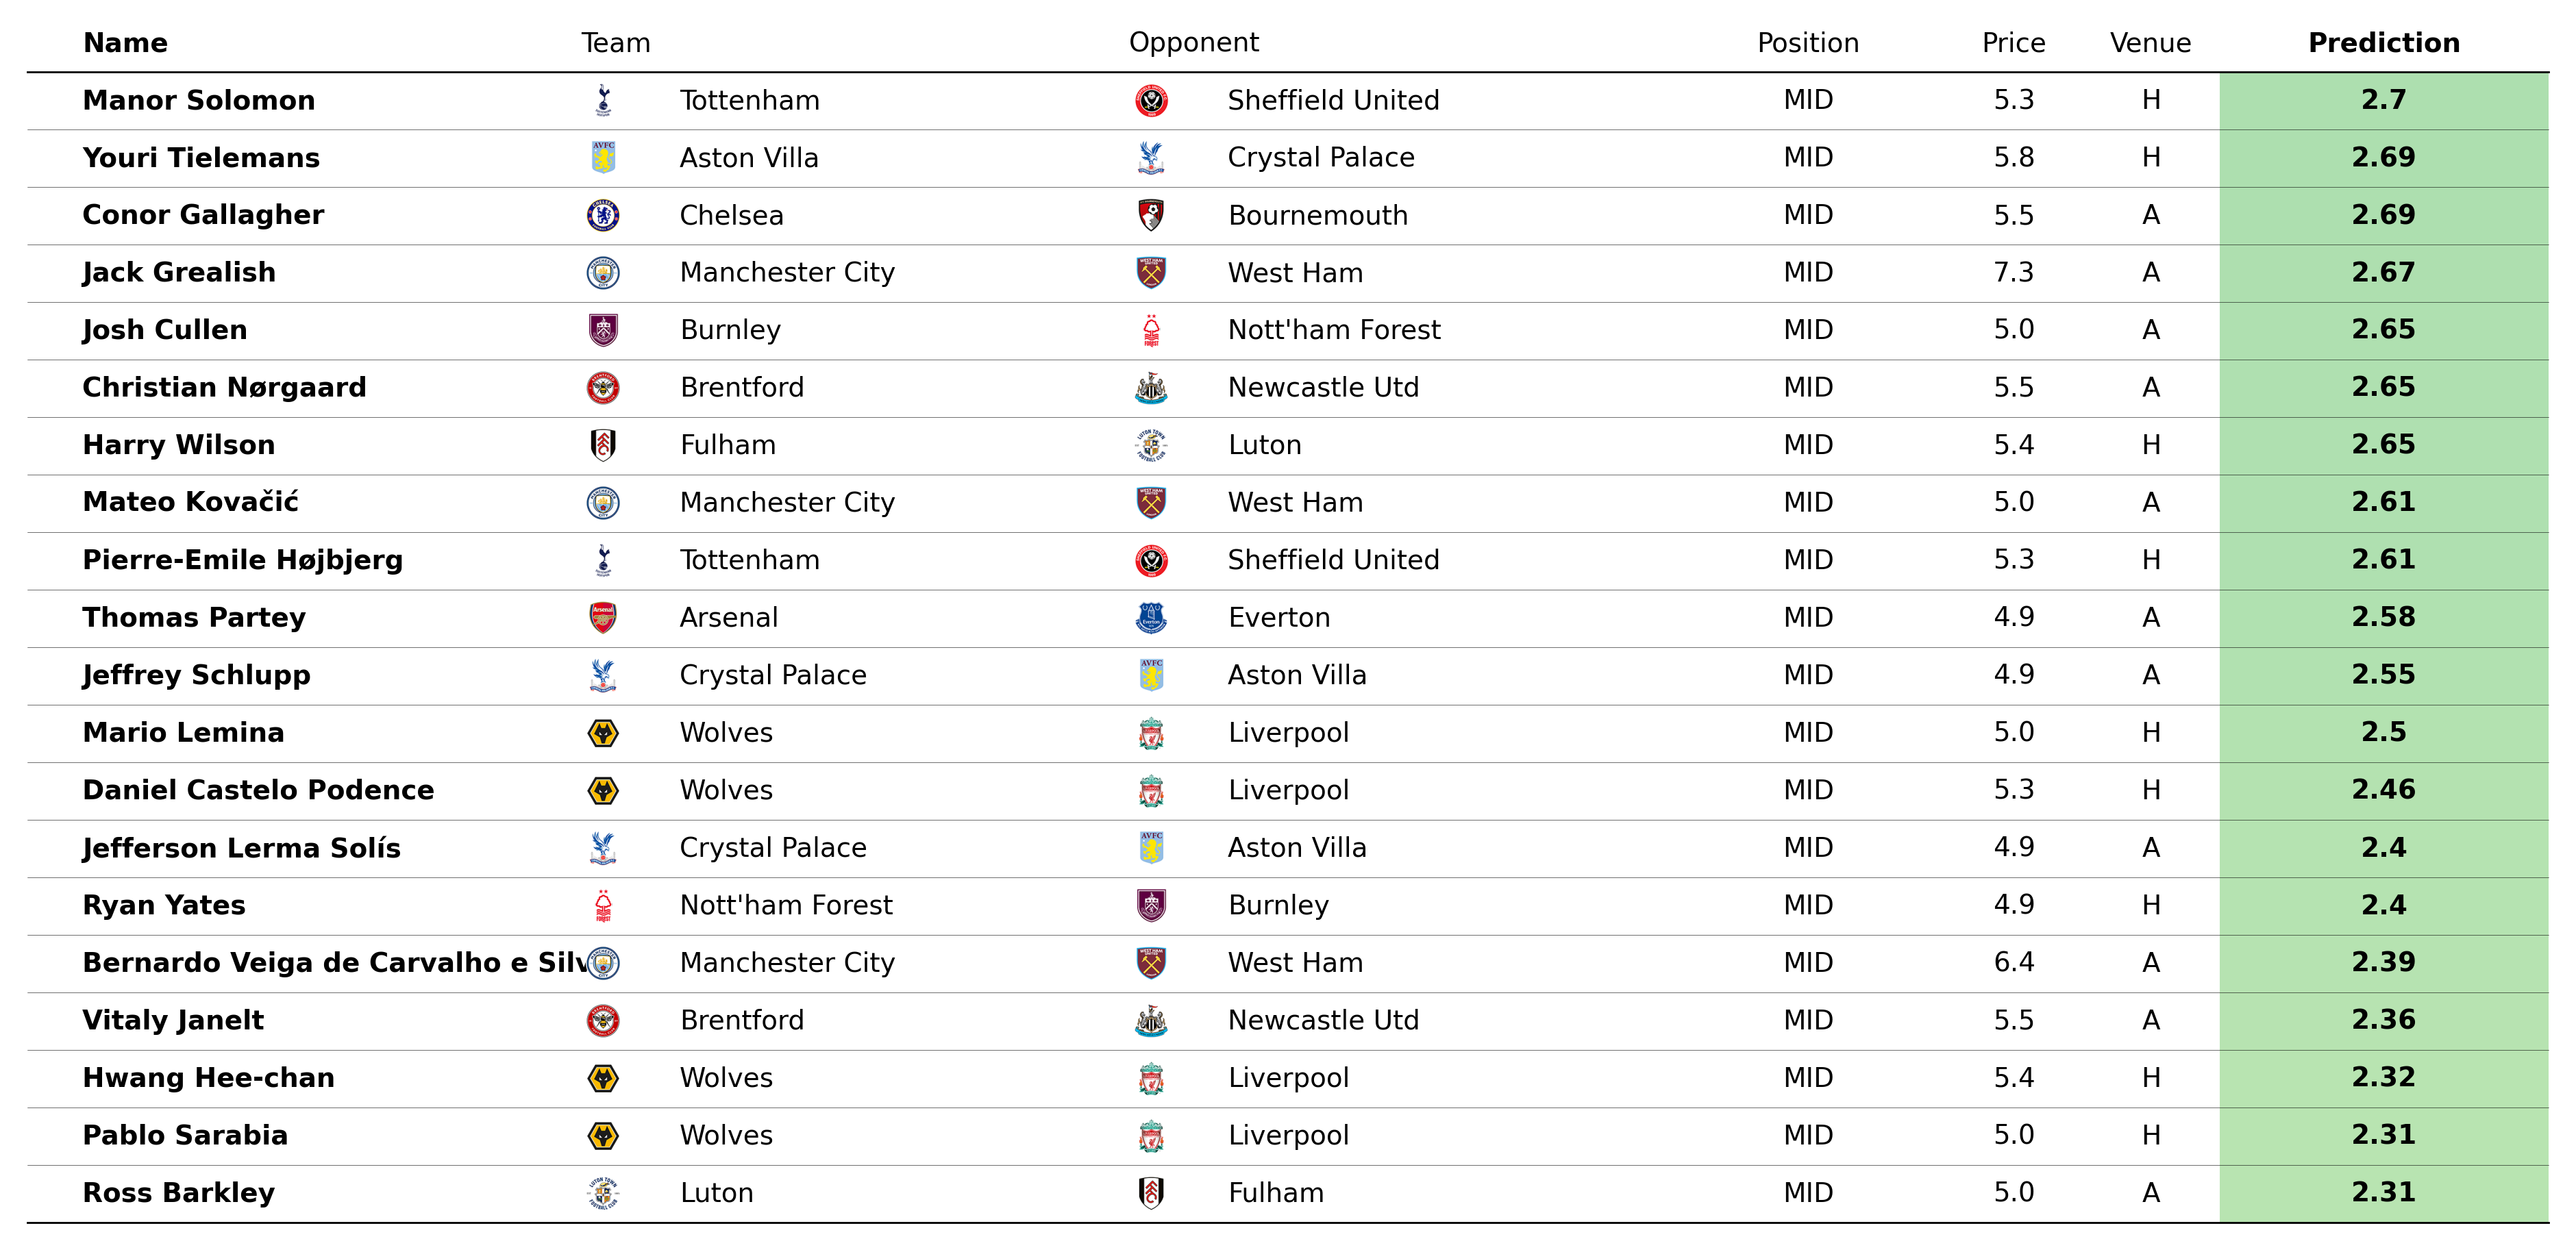 Name Team Opponent Position Price Venue Prediction
Manor Solomon Tottenham Sheffield United MID 5.3 H 2.7
Youri Tielemans Aston Villa Crystal Palace MID 5.8 H 2.69
Conor Gallagher Chelsea Bournemouth MID 5.5 A 2.69
Jack Grealish Manchester City West Ham MID 7.3 A 2.67
Josh Cullen Burnley Nott'ham Forest MID 5.0 A 2.65
Christian Nørgaard Brentford Newcastle Utd MID 5.5 A 2.65
Harry Wilson Fulham Luton MID 5.4 H 2.65
Mateo Kovačić Manchester City West Ham MID 5.0 A 2.61
Pierre-Emile Højbjerg Tottenham Sheffield United MID 5.3 H 2.61
Thomas Partey Arsenal Everton MID 4.9 A 2.58
Jeffrey Schlupp Crystal Palace Aston Villa MID 4.9 A 2.55
Mario Lemina Wolves Liverpool MID 5.0 H 2.5
Daniel Castelo Podence Wolves Liverpool MID 5.3 H 2.46
Jefferson Lerma Solís Crystal Palace Aston Villa MID 4.9 A 2.4
Ryan Yates Nott'ham Forest Burnley MID 4.9 H 2.4
Bernardo Veiga de Carvalho e Silv Manchester City West Ham MID 6.4 A 2.39
Vitaly Janelt Brentford Newcastle Utd MID 5.5 A 2.36
Hwang Hee-chan Wolves Liverpool MID 5.4 H 2.32
Pablo Sarabia Wolves Liverpool MID 5.0 H 2.31
Ross Barkley Luton Fulham MID 5.0 A 2.31